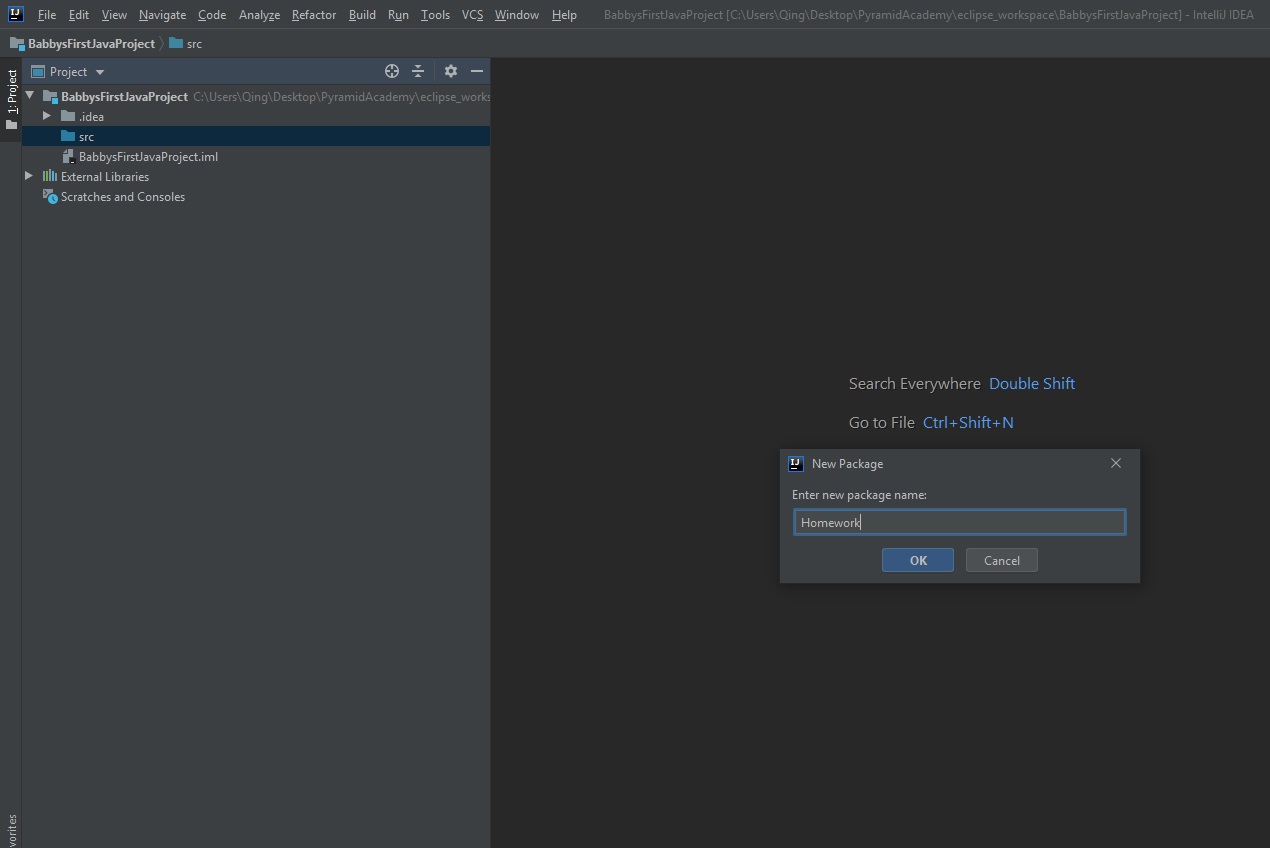 IJ File Edit View Navigate Code Analyze Refactor Build Run Tools VCS Window Help BabbysFirstJavaProject [C:\Users\Qing\Desktop\PyramidAcademy\eclipse_workspace\BabbysFirstJavaProject] - IntelliJ IDEA
BabbysFirstJavaProject src
1: Project
Project
BabbysFirstJavaProject C:\Users\Qing\Desktop\PyramidAcademy\eclipse_works
.idea
src
BabbysFirstJavaProject.iml
External Libraries
Scratches and Consoles
Search Everywhere Double Shift
Go to File Ctrl+Shift+N
IJ New Package
Enter new package name:
Homework
OK Cancel
vorites